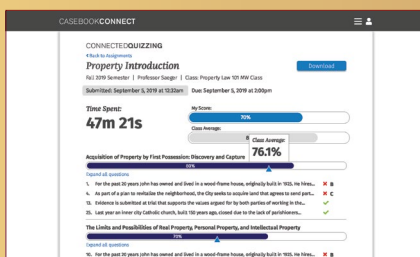 CASEBOOKCONNECT
CONNECTEDQUIZZING
Back to Assignments
Property Introduction
Download
Fall 2019 Semester | Professor Saeger | Class: Property Law 101 MW Class
Submitted: September 5, 2019 at 12:32am Due: September 5, 2019 at 2:00pm
Time Spent:
47m 21s
My Score:
70%
Class Average:
Class Average:
76.1%
Acquisition of Property by First Possession: Discovery and Capture
Expand all questions
1. For the past 20 years John has owned and lived in a wood-frame house, originally built in 1925. He hires... B
4. As part of a plan to revitalize the neighborhood, the City seeks to acquire land that agrees to send part... C
12. Evidence is submitted at trial that supports the values argued for by both parties of working in the...
25. Last year an inner city Catholic church, built 150 years ago, closed due to the lack of parishioners...
The Limits and Possibilities of Real Property, Personal Property, and Intellectual Property
70%
Expand all questions
10. For the past 20 years John has owned and lived in a wood-frame house, originally built in 1925. He hires... B